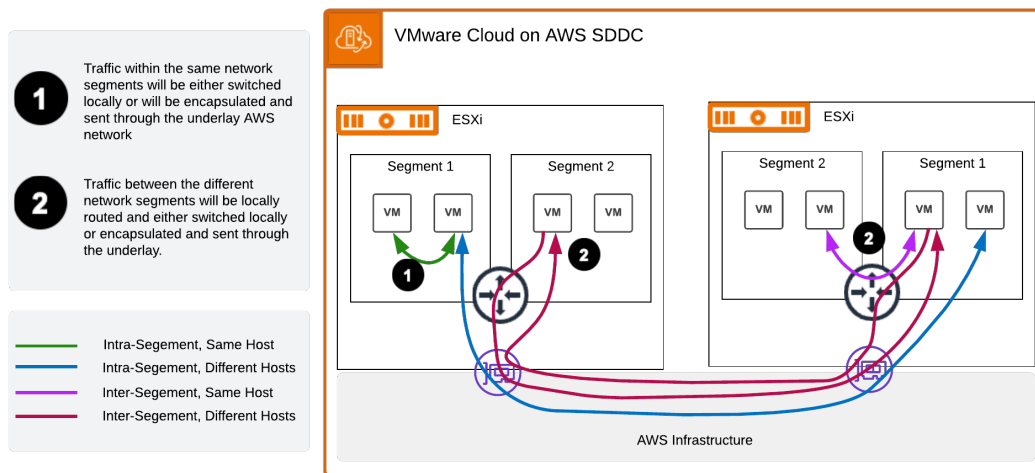 VMware Cloud on AWS SDDC
1
Traffic within the same network
segments will be either switched
locally or will be encapsulated and
sent through the underlay AWS
network
2
Traffic between the different
network segments will be locally
routed and either switched locally
or encapsulated and sent through
the underlay.
Intra-Segement, Same Host
Intra-Segement, Different Hosts
Inter-Segement, Same Host
Inter-Segement, Different Hosts
ESXi
Segment 1
VM
VM
1
Segment 2
VM
VM
2
ESXi
Segment 2
VM
VM
2
Segment 1
VM
VM
AWS Infrastructure